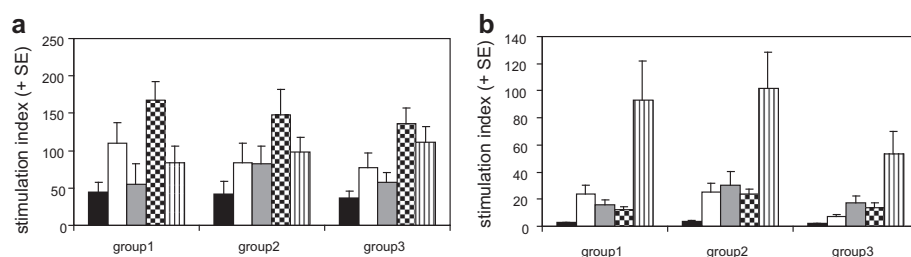 a
stimulation index (+ SE)
250
200
150
100
50
0
group1
group2
group3
b
stimulation index (+ SE)
140
120
100
80
60
40
20
0
group1
group2
group3